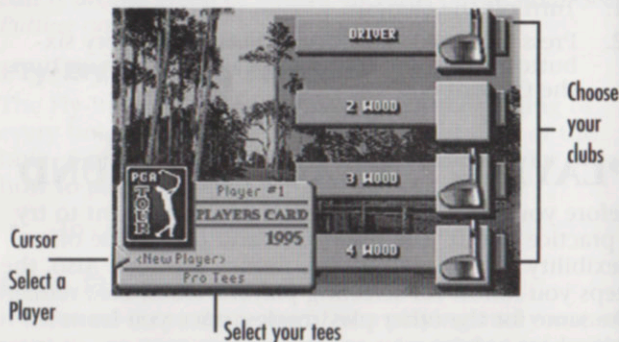 DRIVER
2 WOOD
3 WOOD
4 WOOD
Choose
your
clubs
PGA
TOUR
Player #1
PLAYERS CARD
1995
<New Player>
Pro Tees
Cursor
Select a
Player
Select your tees